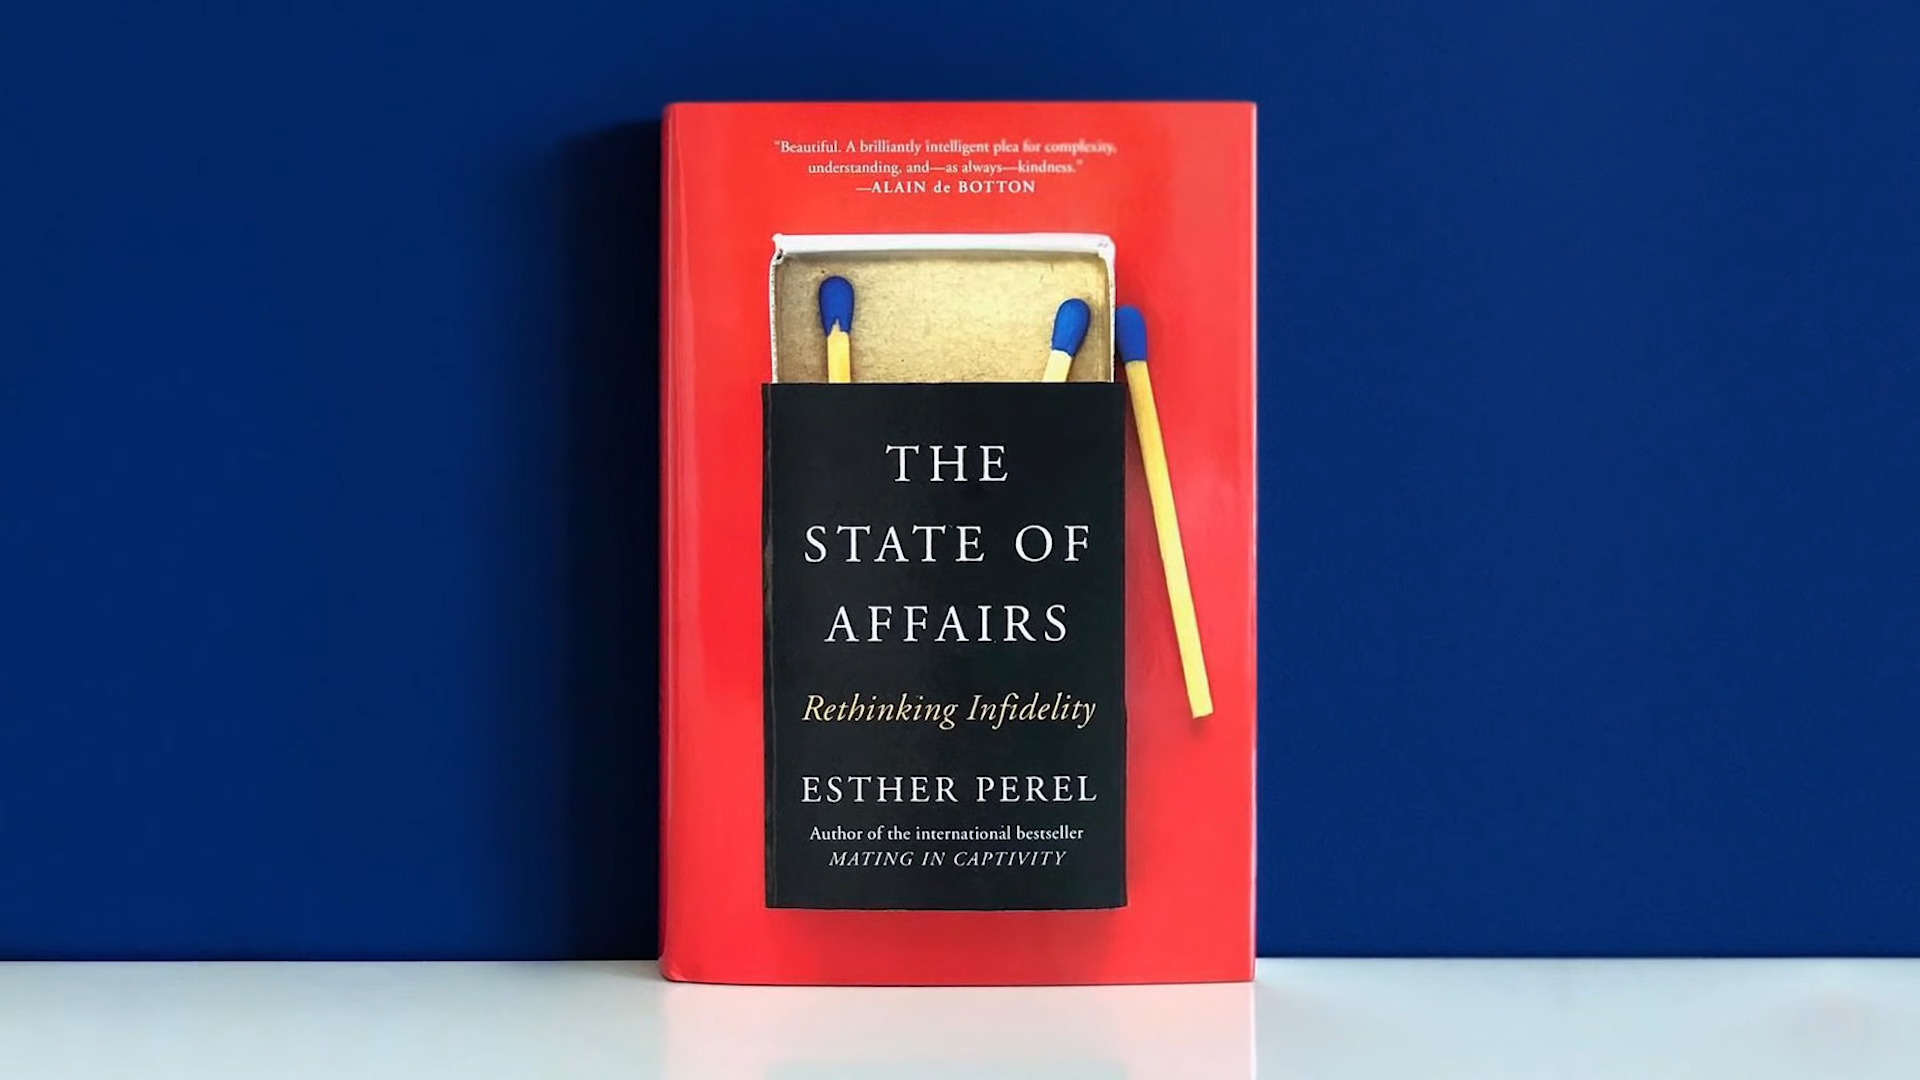 "Beautiful. A brilliantly intelligent plea for complexity,
understanding, and—as always—kindness."
—ALAIN de BOTTON
THE
STATE OF
AFFAIRS
Rethinking Infidelity
ESTHER PEREL
Author of the international bestseller
MATING IN CAPTIVITY